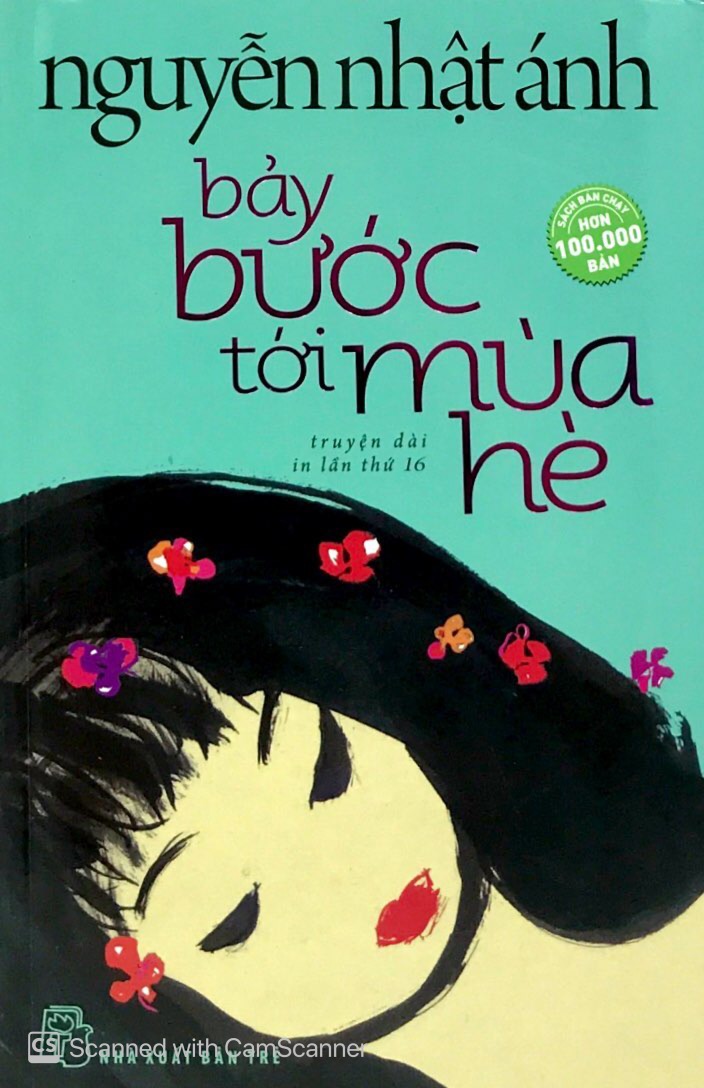 nguyễn nhật ánh
bảy
bước
tới mùa
hè
SÁCH BÁN CHẠY
HƠN
100.000
BẢN
truyện dài
in lần thứ 16
CS Scanned with CamScanner
NHÀ XUẤT BẢN TRẺ